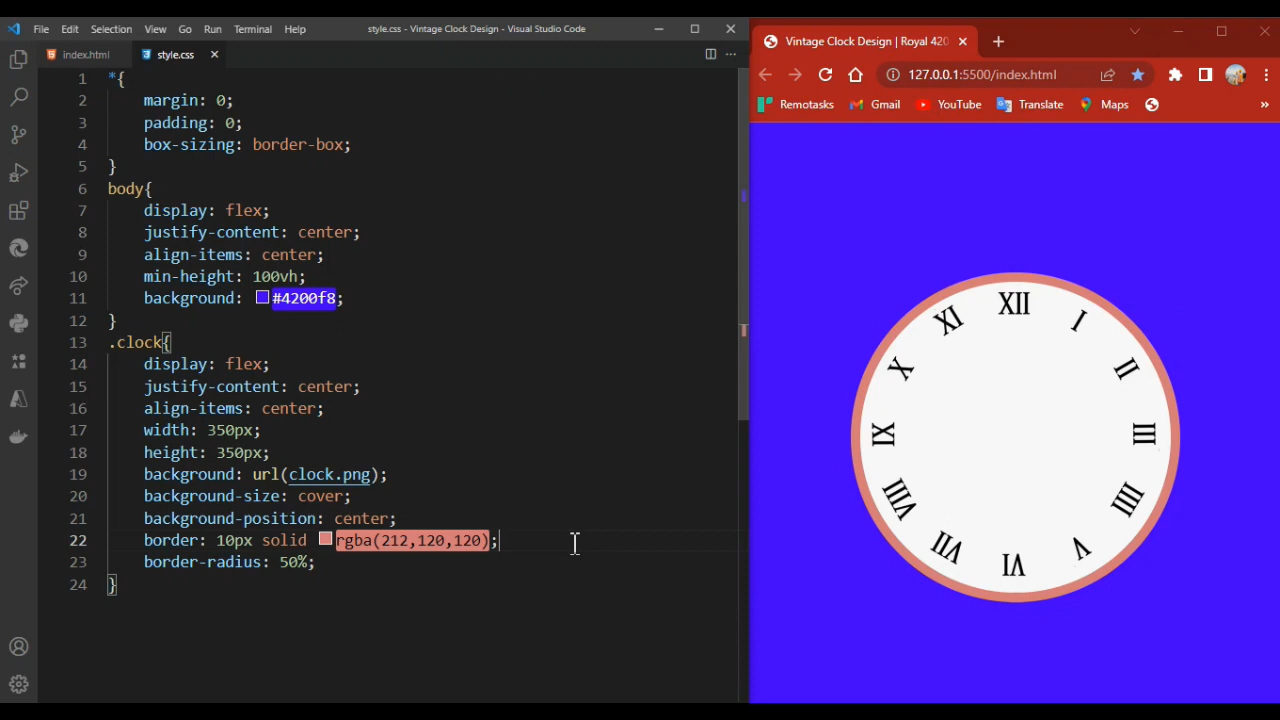 File Edit Selection View Go Run Terminal Help style.css - Vintage Clock Design - Visual Studio Code
index.html style.css
1 *{
2 margin: 0;
3 padding: 0;
4 box-sizing: border-box;
5 }
6 body{
7 display: flex;
8 justify-content: center;
9 align-items: center;
10 min-height: 100vh;
11 background: #4200f8;
12 }
13 .clock{
14 display: flex;
15 justify-content: center;
16 align-items: center;
17 width: 350px;
18 height: 350px;
19 background: url(clock.png);
20 background-size: cover;
21 background-position: center;
22 border: 10px solid rgba(212,120,120);
23 border-radius: 50%;
24 }
Vintage Clock Design | Royal 420
127.0.0.1:5500/index.html
Remotasks Gmail YouTube Translate Maps
XII
I
II
III
IIII
V
VI
VII
VIII
IX
X
XI